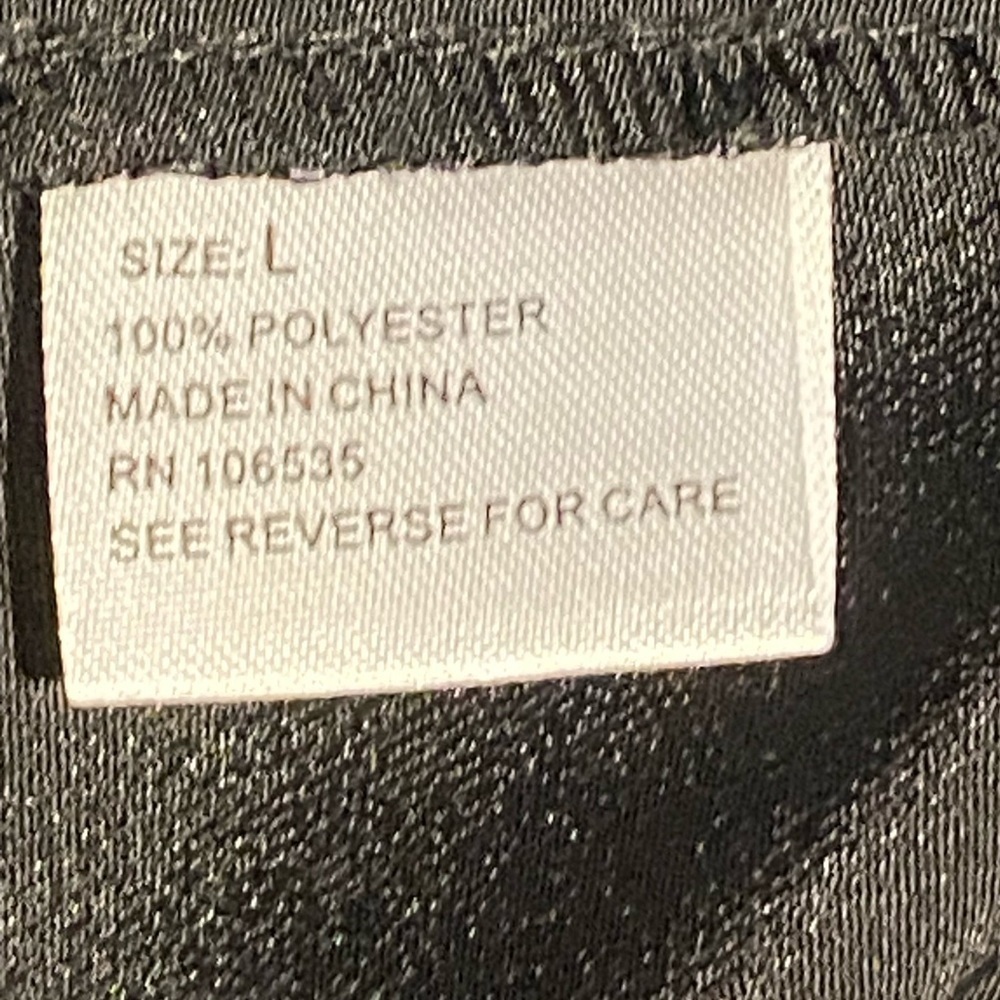 SIZE: L
100% POLYESTER
MADE IN CHINA
RN 106535
SEE REVERSE FOR CARE